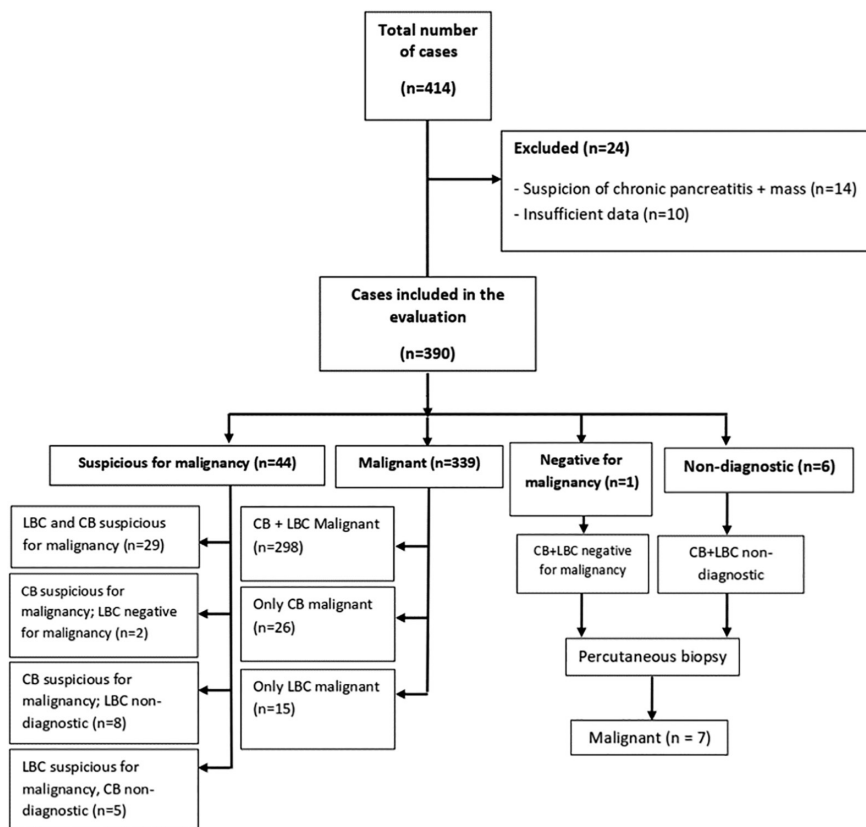 Total number
of cases
(n=414)
Excluded (n=24)
- Suspicion of chronic pancreatitis + mass (n=14)
- Insufficient data (n=10)
Cases included in the
evaluation
(n=390)
Suspicious for malignancy (n=44)
Malignant (n=339)
Negative for
malignancy (n=1)
Non-diagnostic (n=6)
LBC and CB suspicious
for malignancy (n=29)
CB suspicious for
malignancy; LBC negative
for malignancy (n=2)
CB suspicious for
malignancy; LBC non-
diagnostic (n=8)
LBC suspicious for
malignancy, CB non-
diagnostic (n=5)
CB + LBC Malignant
(n=298)
Only CB malignant
(n=26)
Only LBC malignant
(n=15)
CB+LBC negative
for malignancy
CB+LBC non-
diagnostic
Percutaneous biopsy
Malignant (n = 7)